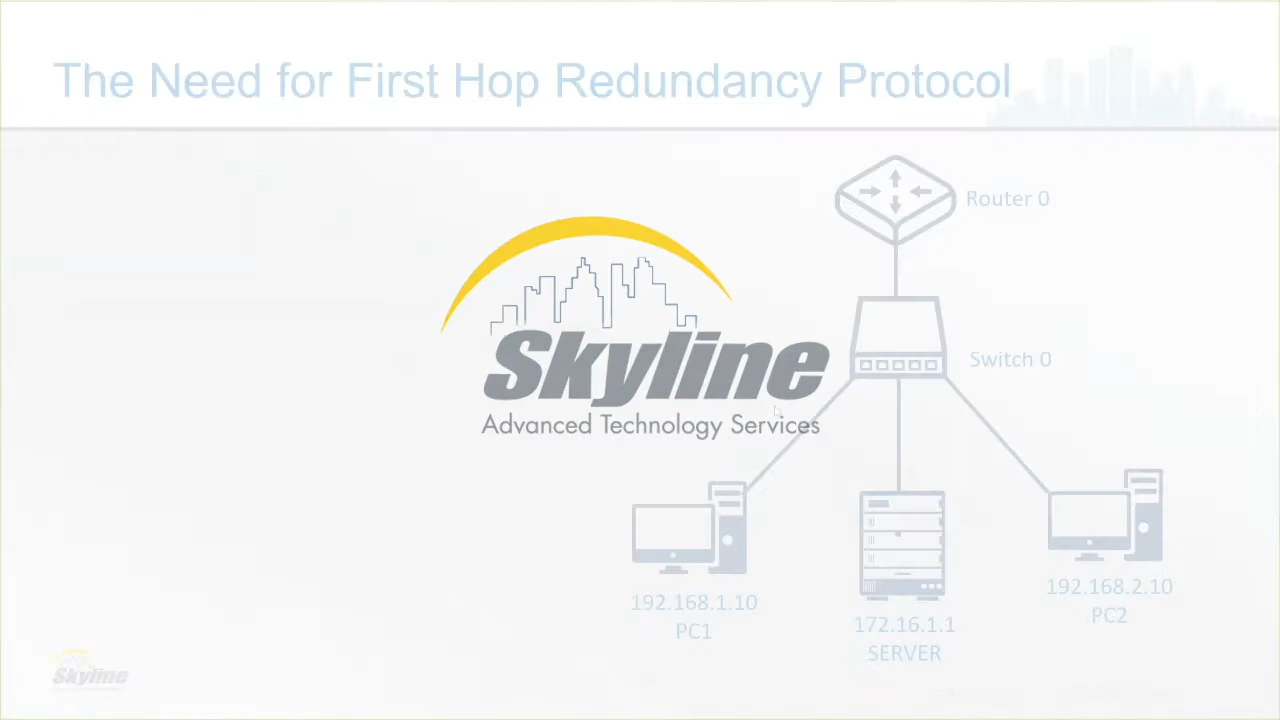 The Need for First Hop Redundancy Protocol
Router 0
Skyline
Advanced Technology Services
Switch 0
192.168.1.10
PC1
172.16.1.1
SERVER
192.168.2.10
PC2
Skyline